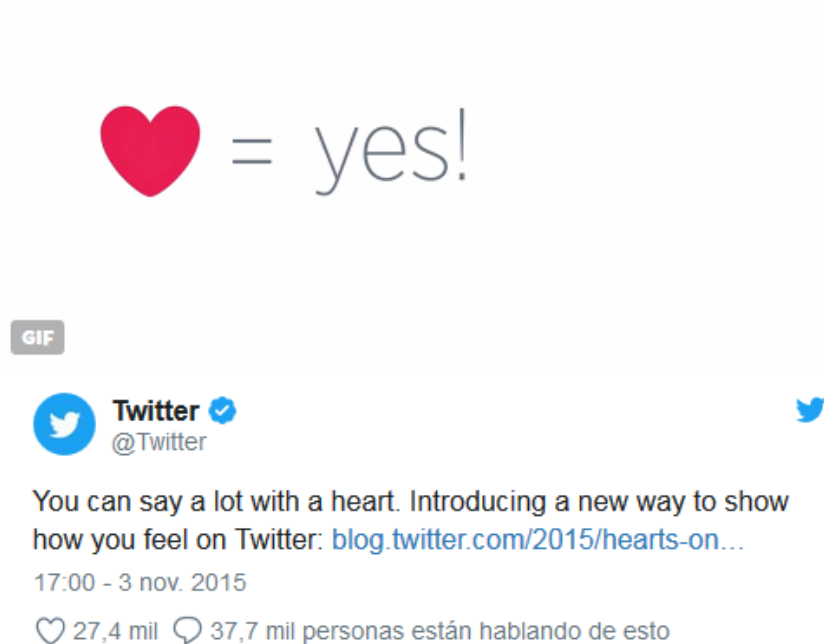 = yes!
GIF
Twitter
@Twitter
You can say a lot with a heart. Introducing a new way to show
how you feel on Twitter: blog.twitter.com/2015/hearts-on…
17:00 - 3 nov. 2015
27,4 mil 37,7 mil personas están hablando de esto